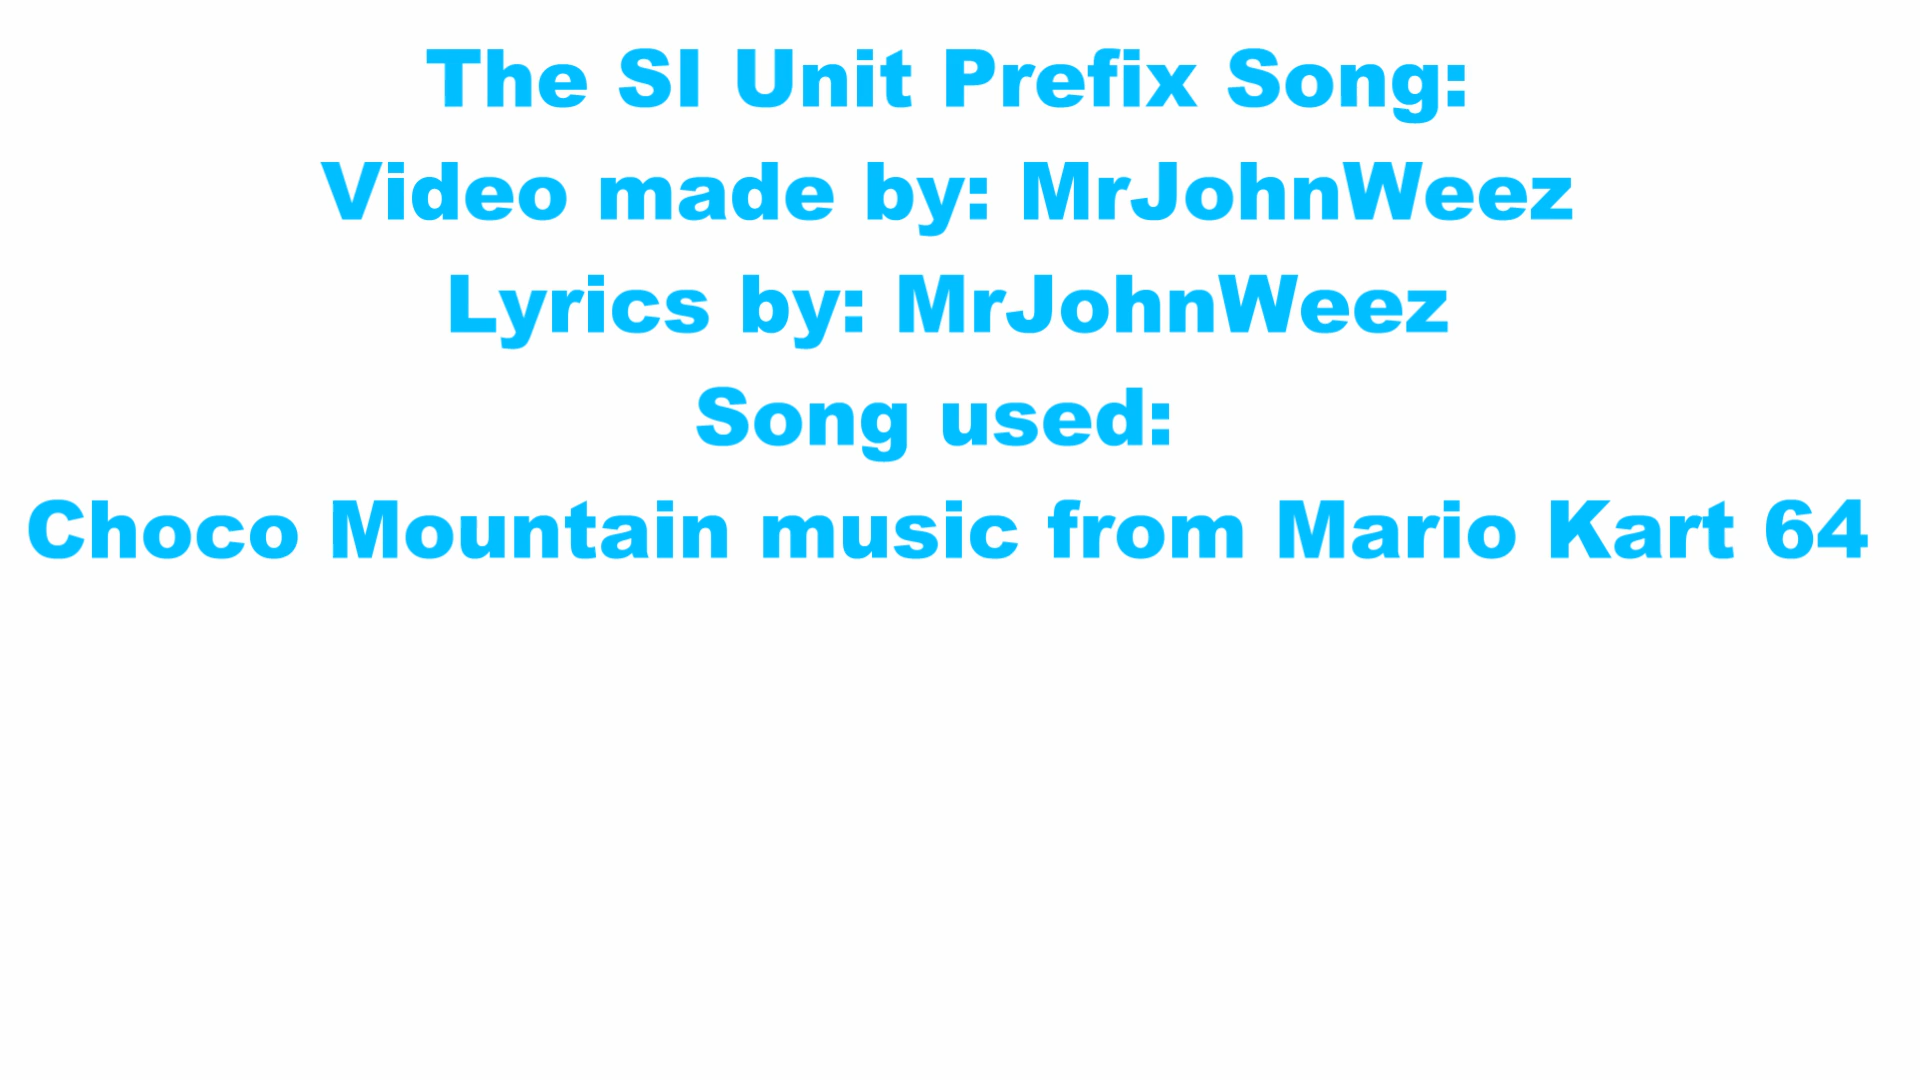 The SI Unit Prefix Song:
Video made by: MrJohnWeez
Lyrics by: MrJohnWeez
Song used:
Choco Mountain music from Mario Kart 64